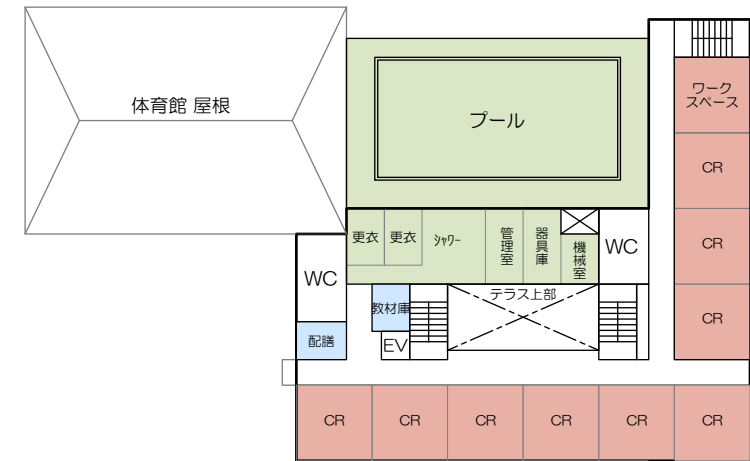 体育館 屋根
プール
ワーク
スペース
CR
更衣
更衣
ｼｬﾜｰ
管理室
器具庫
機械室
WC
CR
WC
テラス上部
教材庫
CR
配膳
EV
CR
CR
CR
CR
CR
CR